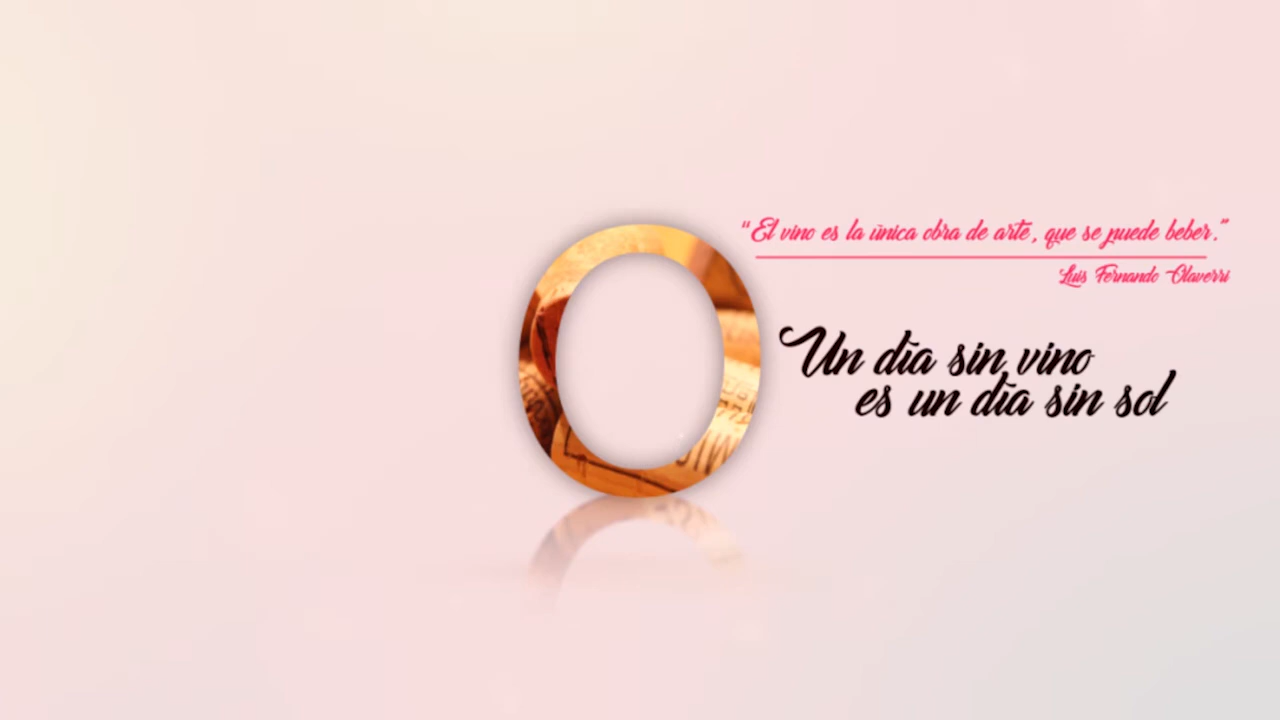 O
“El vino es la única obra de arte, que se puede beber.”
Luis Fernando Olaverri
Un día sin vino
es un día sin sol